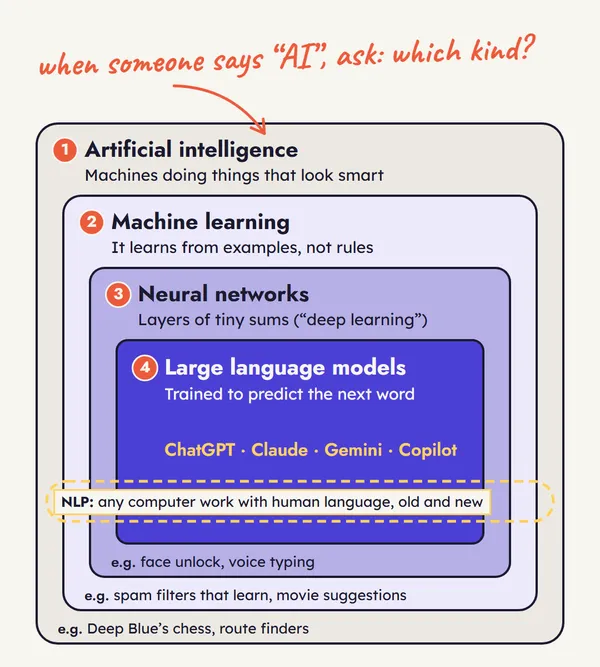 when someone says “AI”, ask: which kind?
1 Artificial intelligence
Machines doing things that look smart
2 Machine learning
It learns from examples, not rules
3 Neural networks
Layers of tiny sums (“deep learning”)
4 Large language models
Trained to predict the next word
ChatGPT · Claude · Gemini · Copilot
NLP: any computer work with human language, old and new
e.g. face unlock, voice typing
e.g. spam filters that learn, movie suggestions
e.g. Deep Blue’s chess, route finders